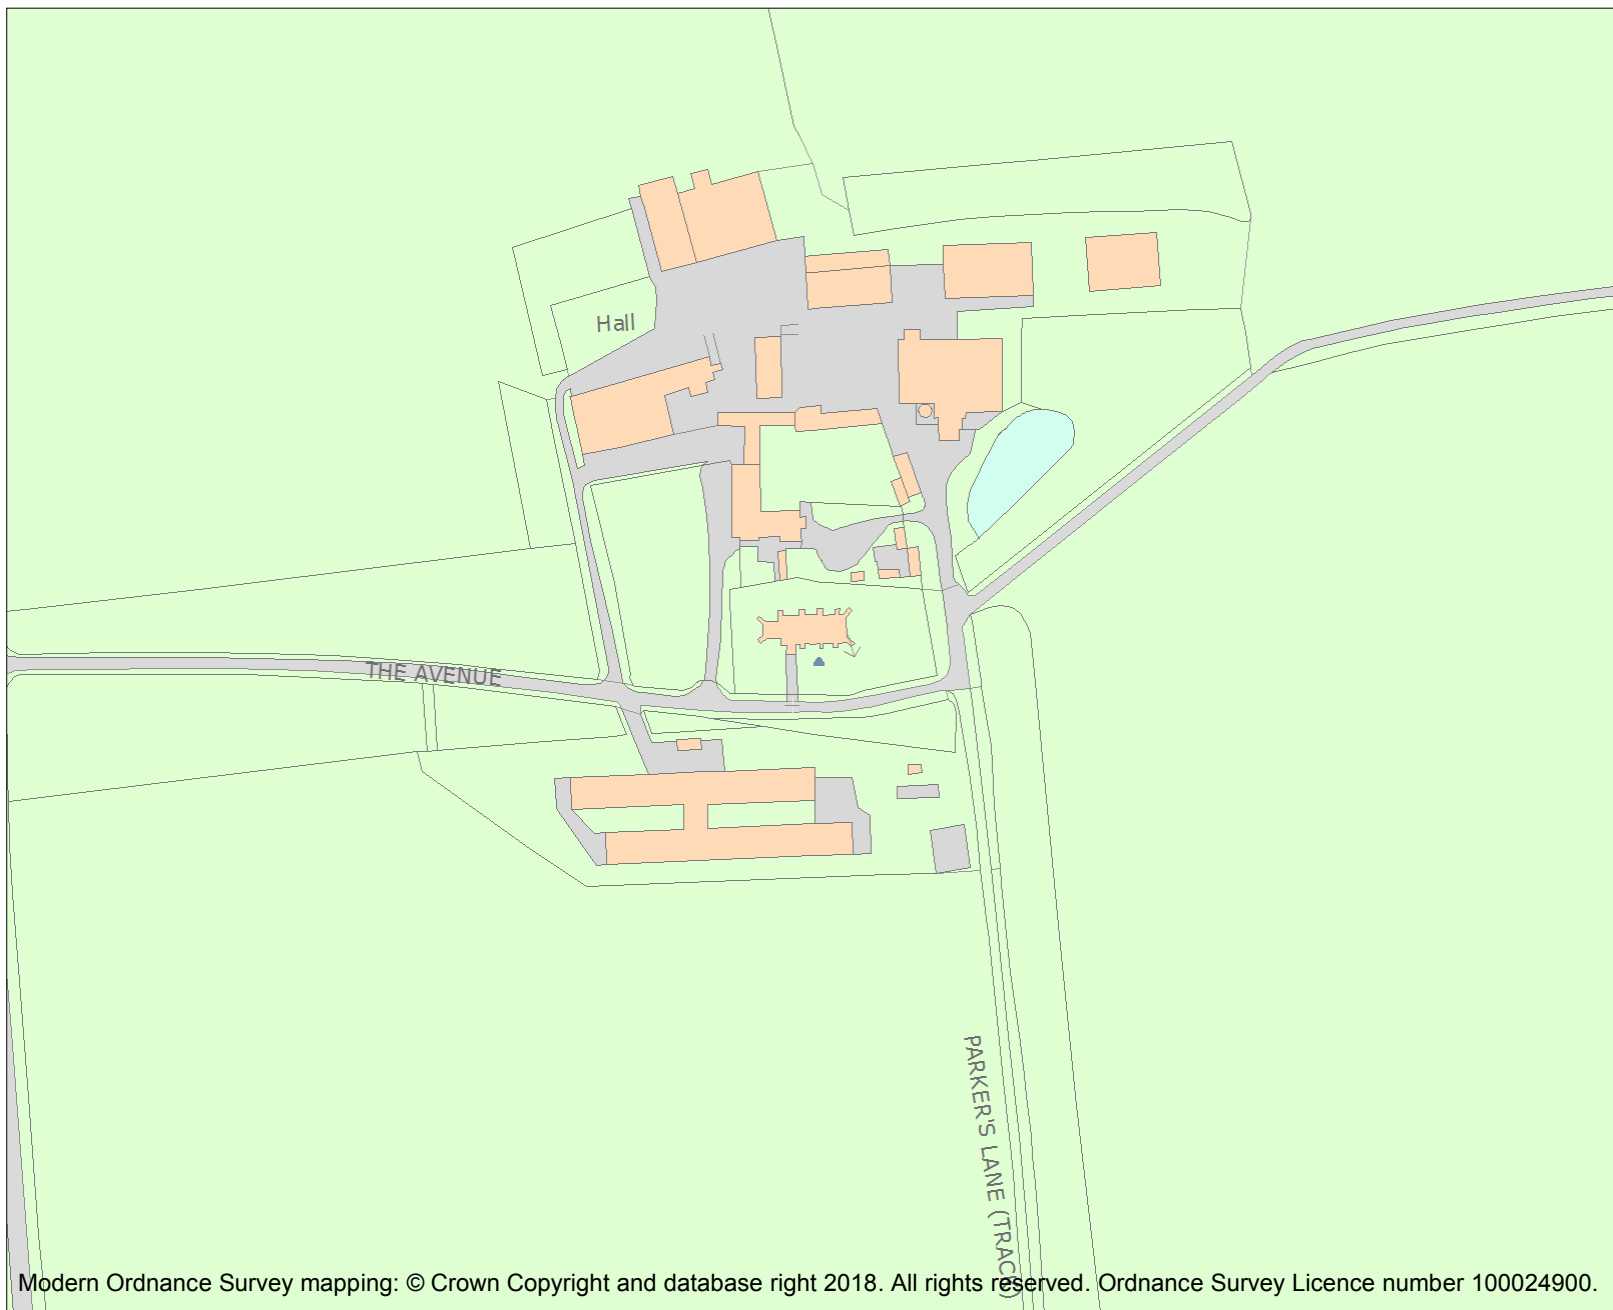 Hall
THE AVENUE
PARKER'S LANE (TRACK)
Modern Ordnance Survey mapping: © Crown Copyright and database right 2018. All rights reserved. Ordnance Survey Licence number 100024900.